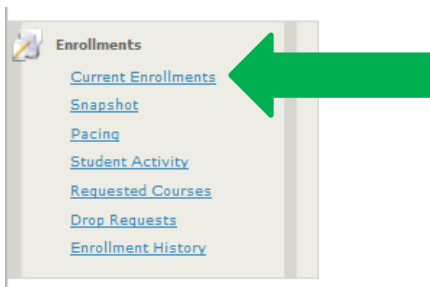 Enrollments
Current Enrollments
Snapshot
Pacing
Student Activity
Requested Courses
Drop Requests
Enrollment History